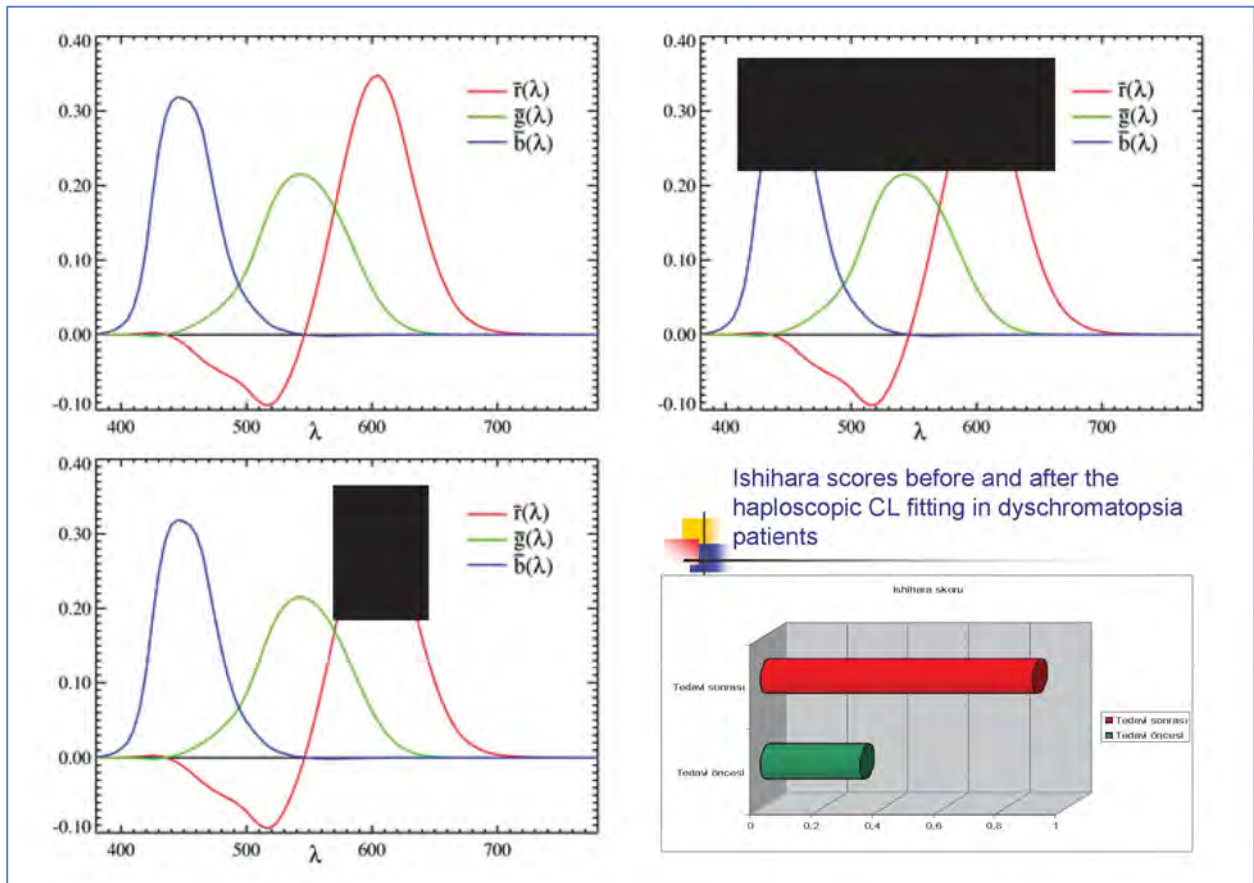 0.40
0.30
0.20
0.10
0.00
-0.10
400 500 600 700
λ
r̄(λ)
ḡ(λ)
b̄(λ)
0.40
0.30
0.20
0.10
0.00
-0.10
400 500 600 700
λ
r̄(λ)
ḡ(λ)
b̄(λ)
0.40
0.30
0.20
0.10
0.00
-0.10
400 500 600 700
λ
r̄(λ)
ḡ(λ)
b̄(λ)
Ishihara scores before and after the
haploscopic CL fitting in dyschromatopsia
patients
Ishihara skoru
Tedavi sonrası
Tedavi öncesi
0 0,2 0,4 0,6 0,8 1
Tedavi sonrası
Tedavi öncesi